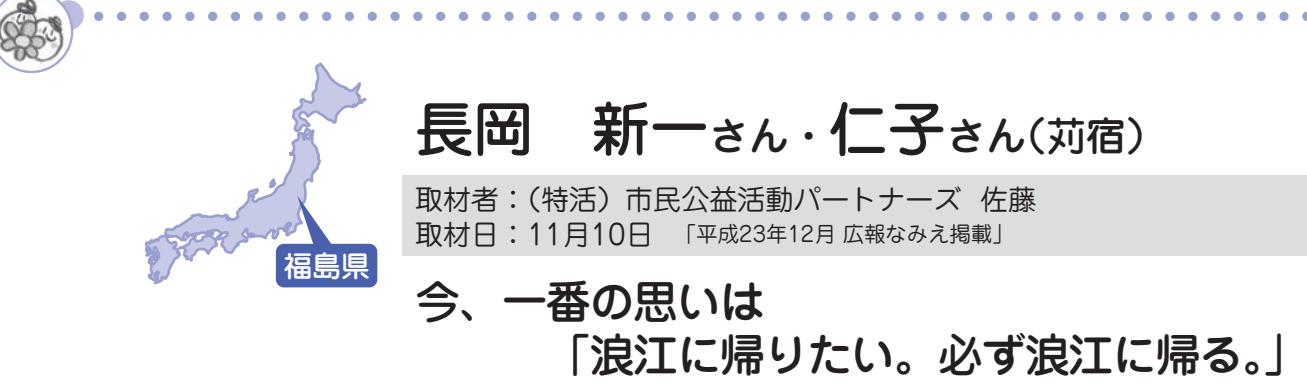 長岡　新一さん・仁子さん(苅宿)
取材者：（特活）市民公益活動パートナーズ 佐藤
取材日：11月10日 「平成23年12月 広報なみえ掲載」
福島県
今、一番の思いは
「浪江に帰りたい。必ず浪江に帰る。」